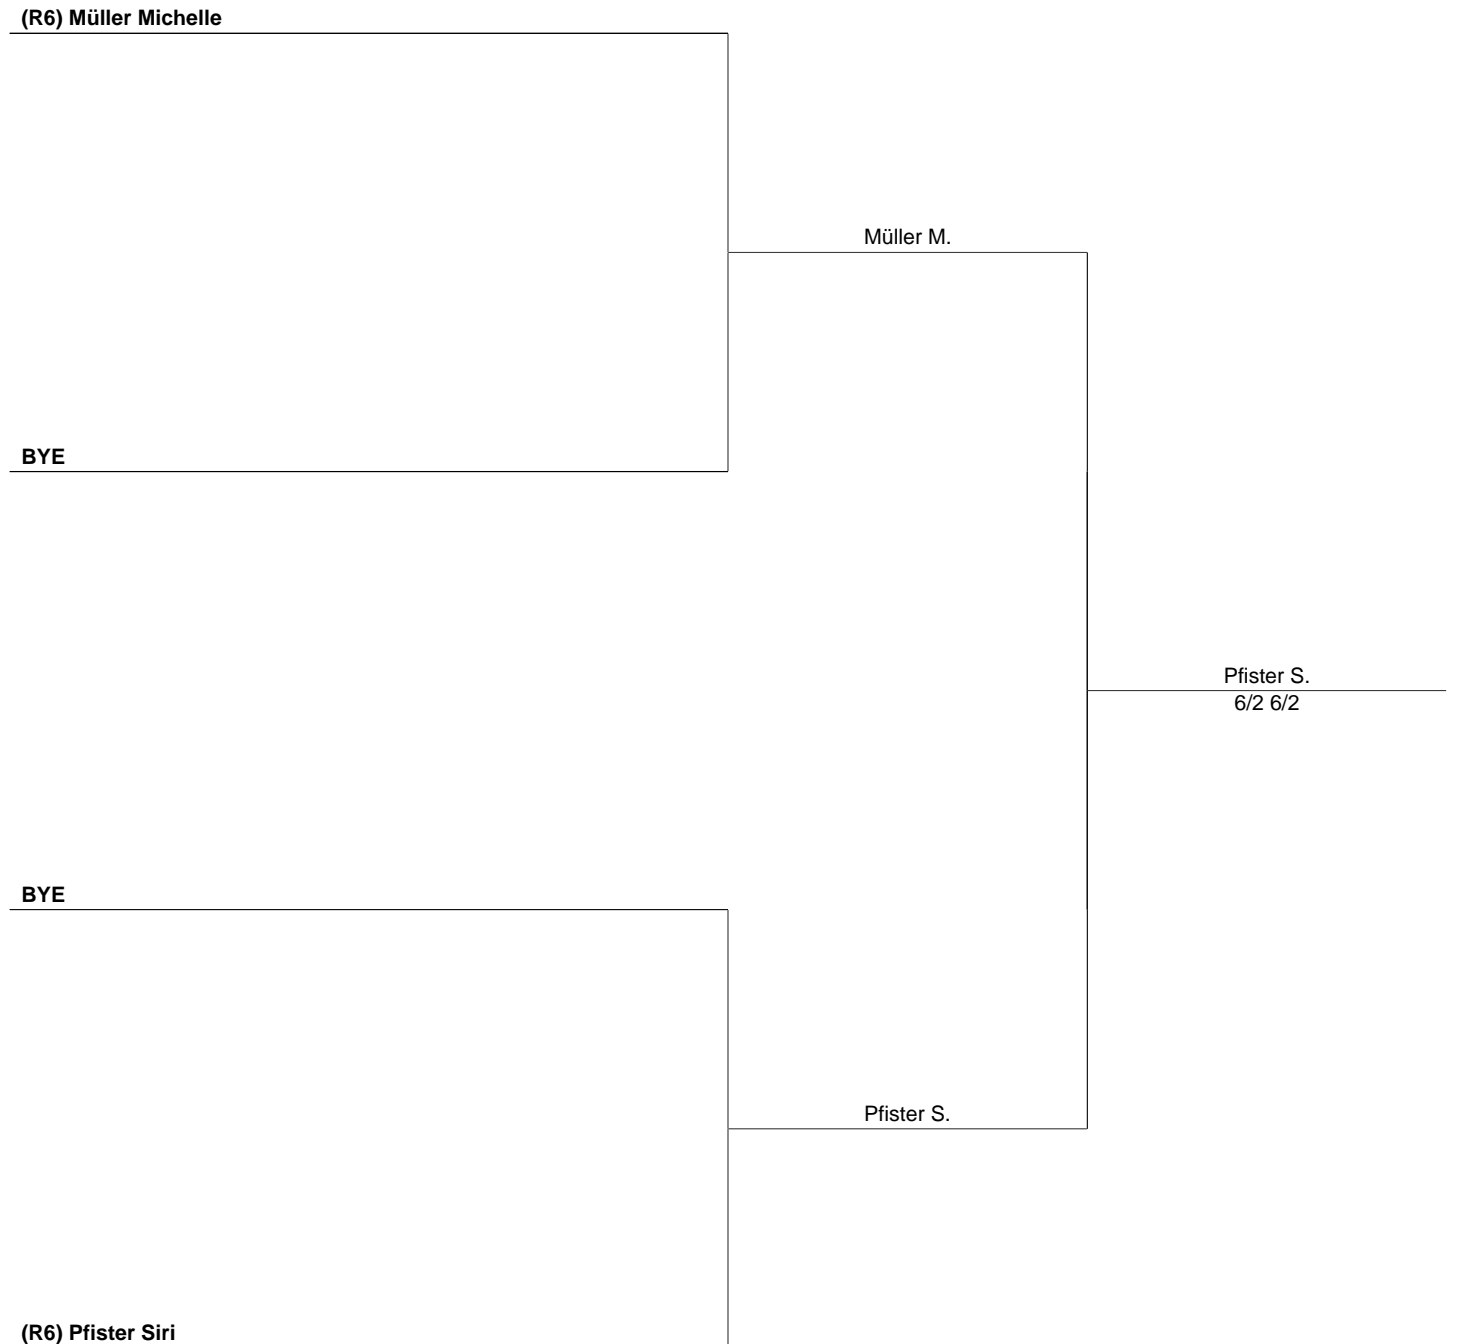 (R6) Müller Michelle
Müller M.
BYE
Pfister S.
6/2 6/2
BYE
Pfister S.
(R6) Pfister Siri